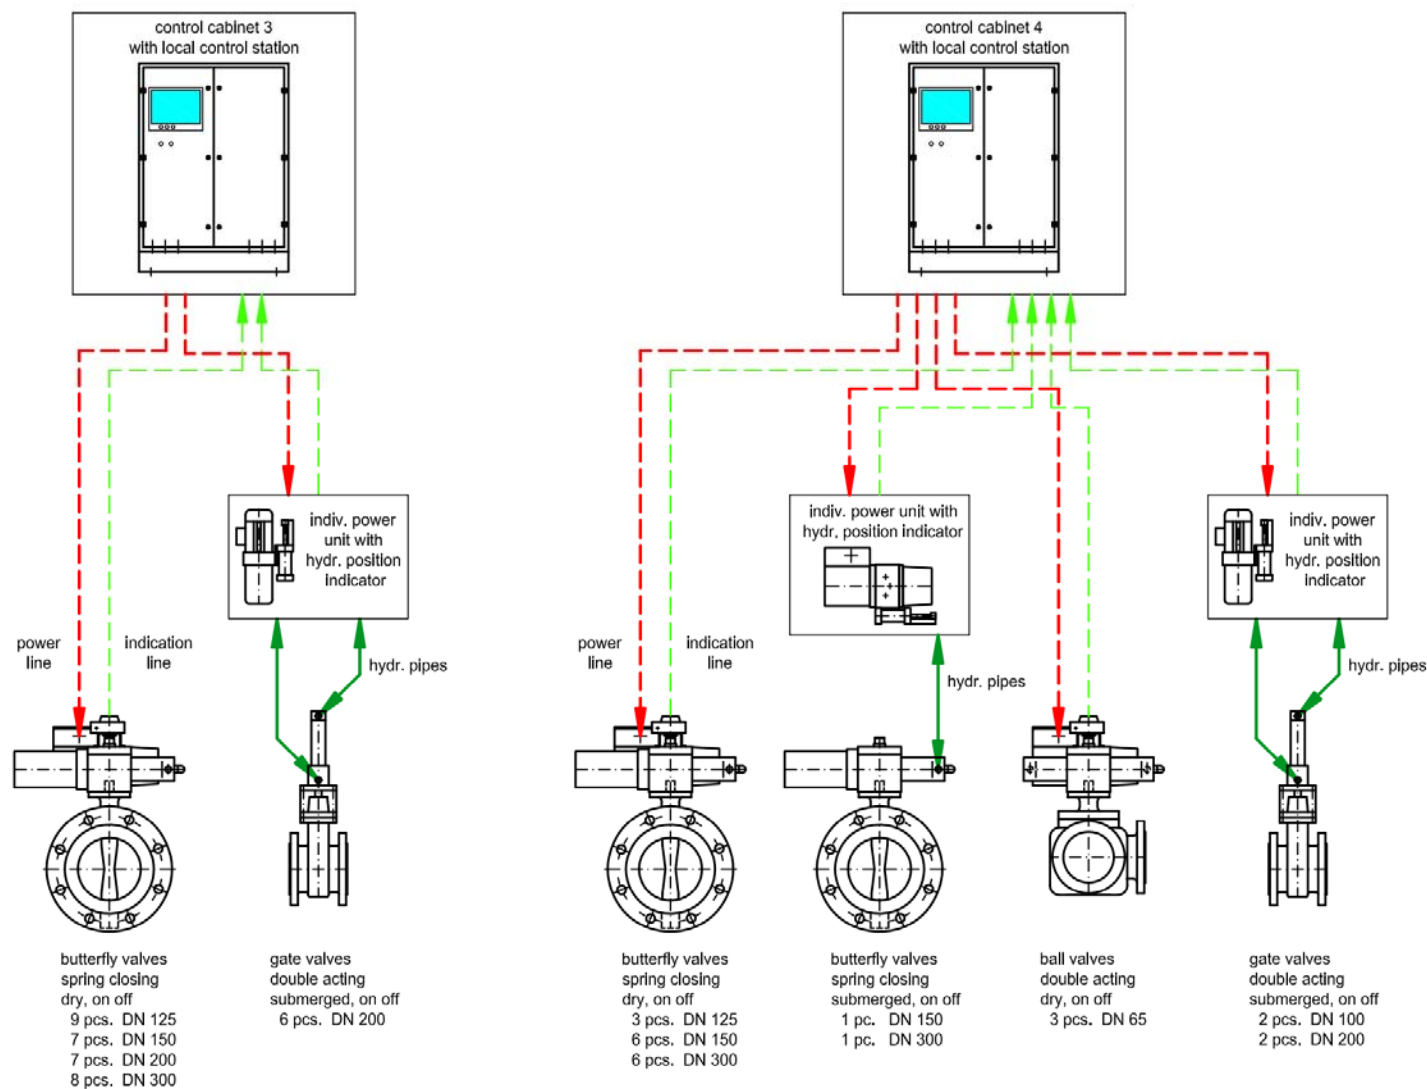 control cabinet 3
with local control station
control cabinet 4
with local control station
indiv. power
unit with
hydr. position
indicator
indiv. power unit with
hydr. position indicator
indiv. power
unit with
hydr. position
indicator
power
line
indication
line
hydr. pipes
power
line
indication
line
hydr. pipes
hydr. pipes
butterfly valves
spring closing
dry, on off
9 pcs. DN 125
7 pcs. DN 150
7 pcs. DN 200
8 pcs. DN 300
gate valves
double acting
submerged, on off
6 pcs. DN 200
butterfly valves
spring closing
dry, on off
3 pcs. DN 125
6 pcs. DN 150
6 pcs. DN 300
butterfly valves
spring closing
submerged, on off
1 pc. DN 150
1 pc. DN 300
ball valves
double acting
dry, on off
3 pcs. DN 65
gate valves
double acting
submerged, on off
2 pcs. DN 100
2 pcs. DN 200